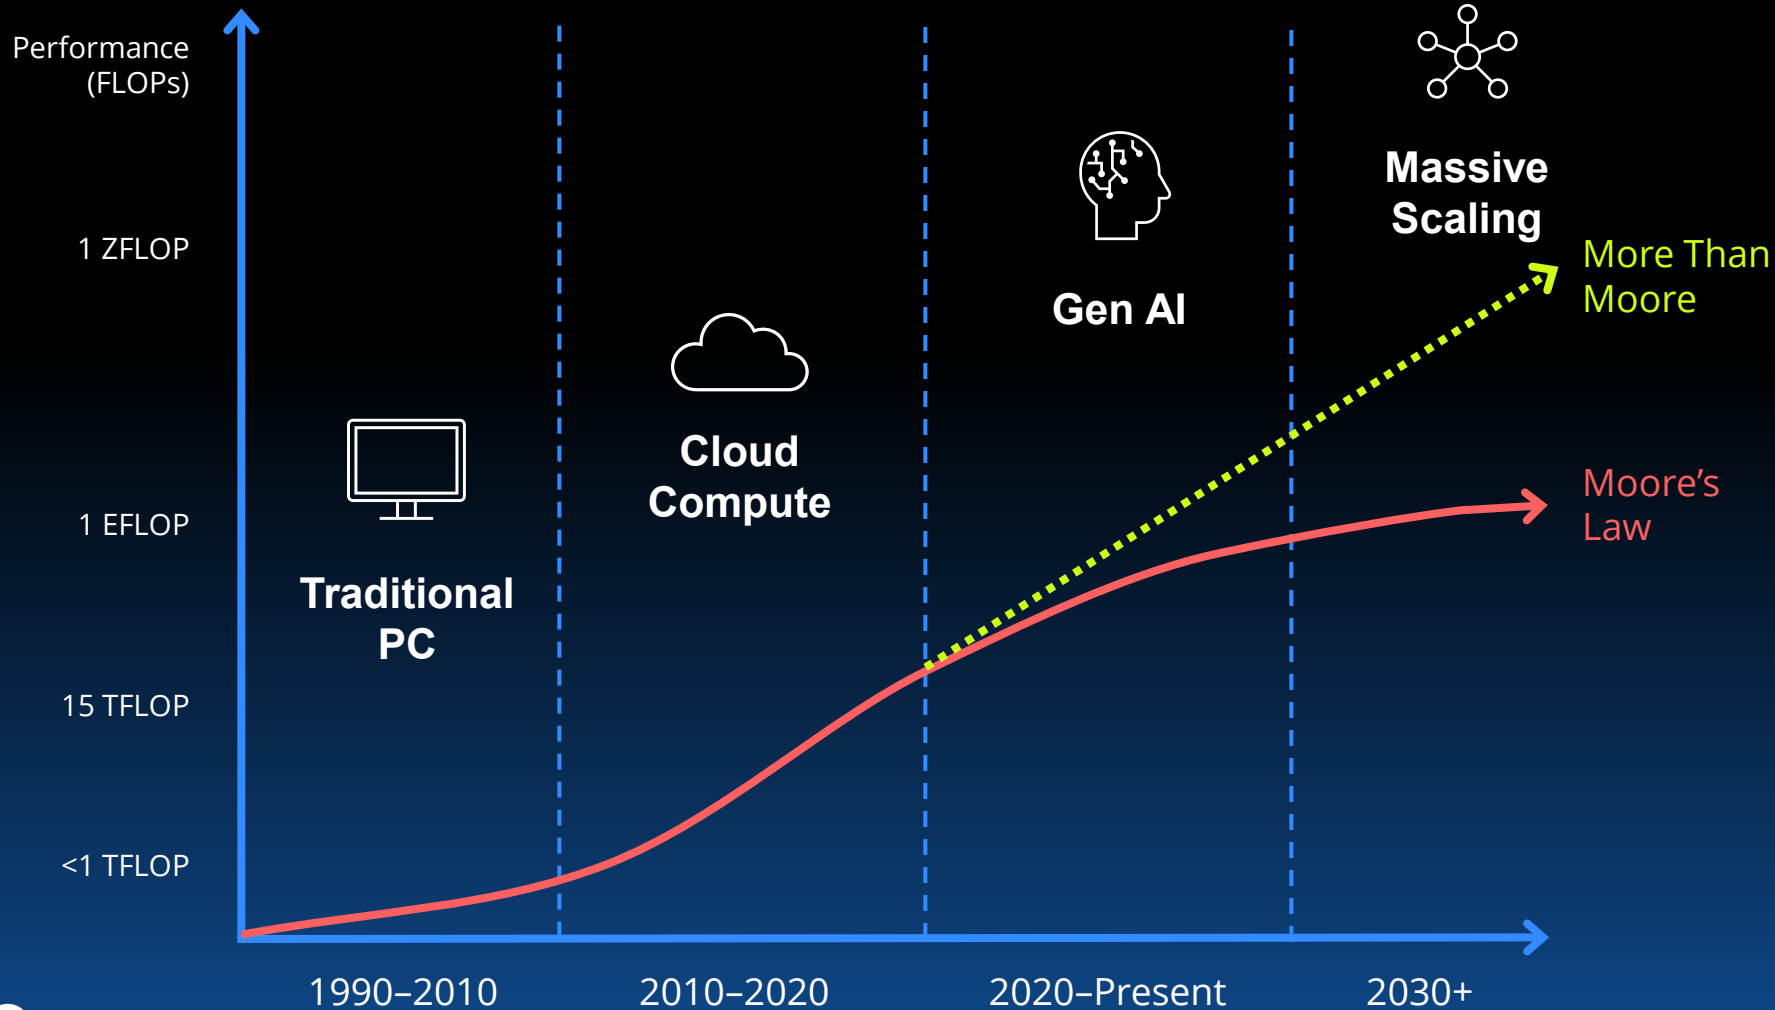 Performance
(FLOPs)
1 ZFLOP
1 EFLOP
15 TFLOP
<1 TFLOP
Traditional
PC
Cloud
Compute
Gen AI
Massive
Scaling
More Than
Moore
Moore’s
Law
1990–2010
2010–2020
2020–Present
2030+